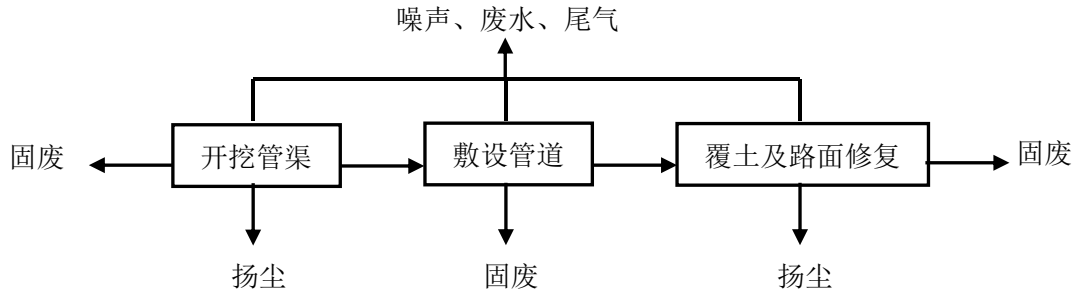 噪声、废水、尾气
固废
开挖管渠
敷设管道
覆土及路面修复
固废
扬尘
固废
扬尘